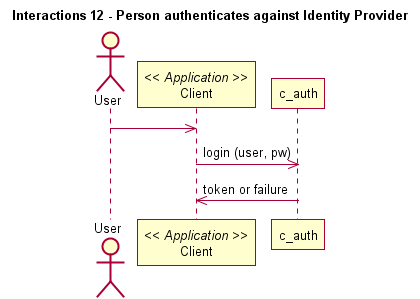 Interactions 12 - Person authenticates against Identity Provider
User
<< Application >>
Client
c_auth
login (user, pw)
token or failure
User
<< Application >>
Client
c_auth